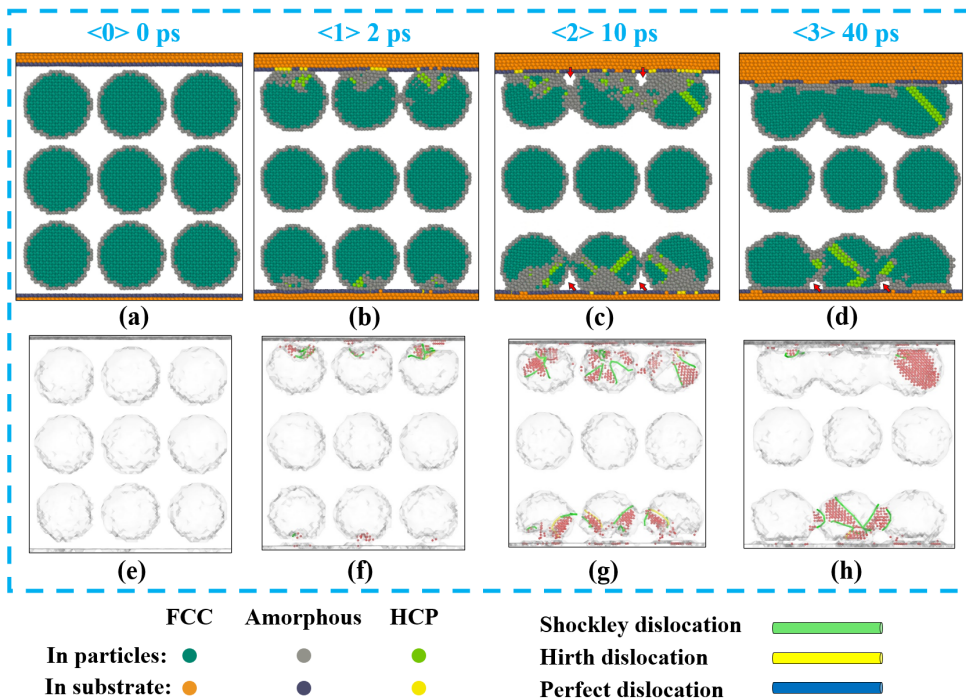 <0> 0 ps <1> 2 ps <2> 10 ps <3> 40 ps
(a) (b) (c) (d)
(e) (f) (g) (h)
FCC Amorphous HCP
In particles:
In substrate:
Shockley dislocation
Hirth dislocation
Perfect dislocation